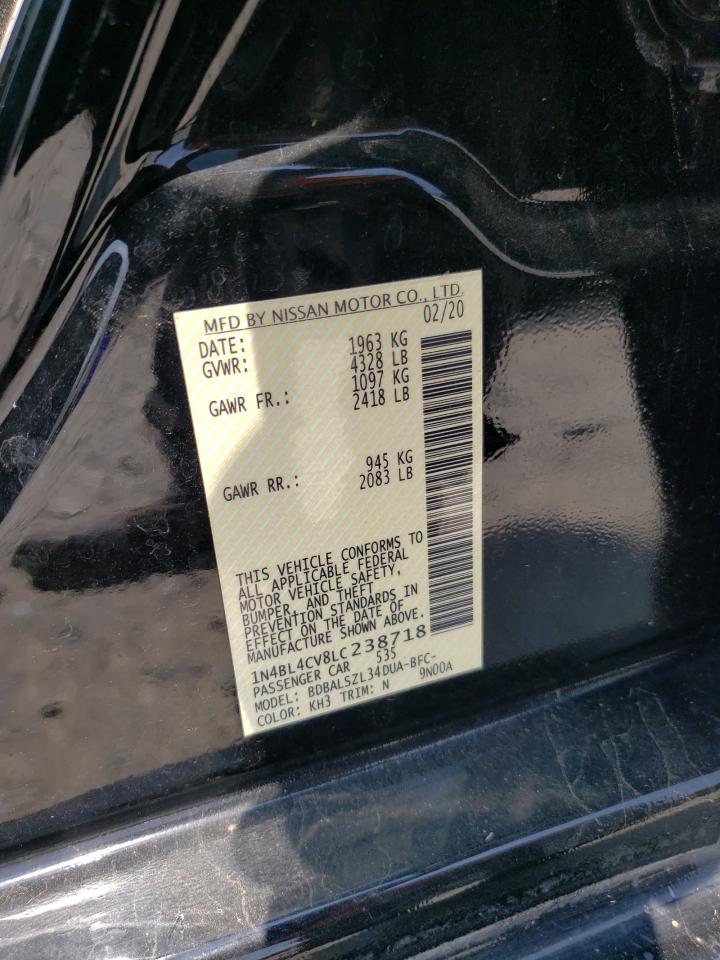 MFD BY NISSAN MOTOR CO., LTD.
DATE: 02/20
GVWR: 1963 KG
4328 LB
GAWR FR.: 1097 KG
2418 LB
GAWR RR.: 945 KG
2083 LB
THIS VEHICLE CONFORMS TO
ALL APPLICABLE FEDERAL
MOTOR VEHICLE SAFETY,
BUMPER, AND THEFT
PREVENTION STANDARDS IN
EFFECT ON THE DATE OF
MANUFACTURE SHOWN ABOVE.
1N4BL4CV8LC238718
PASSENGER CAR 535
MODEL: BDBALSZL34DUA-BFC-
COLOR: KH3 TRIM: N 9N00A